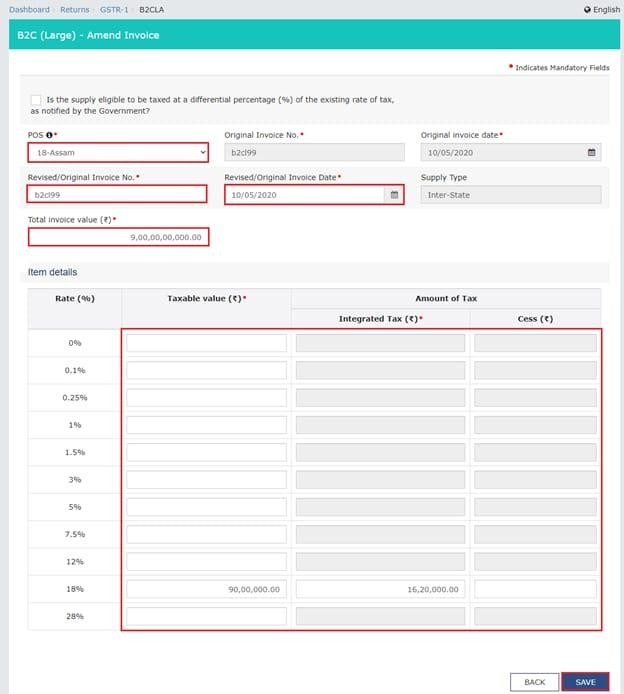 Dashboard › Returns › GSTR-1 › B2CLA English
B2C (Large) - Amend Invoice
• Indicates Mandatory Fields
Is the supply eligible to be taxed at a differential percentage (%) of the existing rate of tax,
as notified by the Government?
POS • Original Invoice No. • Original invoice date •
18-Assam b2cl99 10/05/2020
Revised/Original Invoice No. • Revised/Original Invoice Date • Supply Type
b2cl99 10/05/2020 Inter-State
Total invoice value (₹) •
9,00,00,00,000.00
Item details
Rate (%) Taxable value (₹) • Amount of Tax
Integrated Tax (₹) • Cess (₹)
0%
0.1%
0.25%
1%
1.5%
3%
5%
7.5%
12%
18% 90,00,000.00 16,20,000.00
28%
BACK SAVE